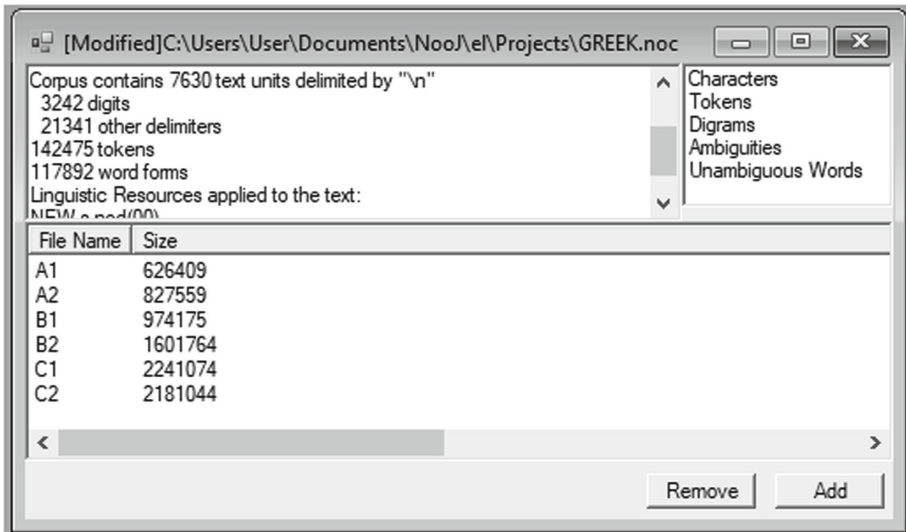 [Modified]C:\Users\User\Documents\NooJ\el\Projects\GREEK.noc
Corpus contains 7630 text units delimited by "\n"
3242 digits
21341 other delimiters
142475 tokens
117892 word forms
Linguistic Resources applied to the text:
Characters
Tokens
Digrams
Ambiguities
Unambiguous Words
File Name Size
A1 626409
A2 827559
B1 974175
B2 1601764
C1 2241074
C2 2181044
Remove Add